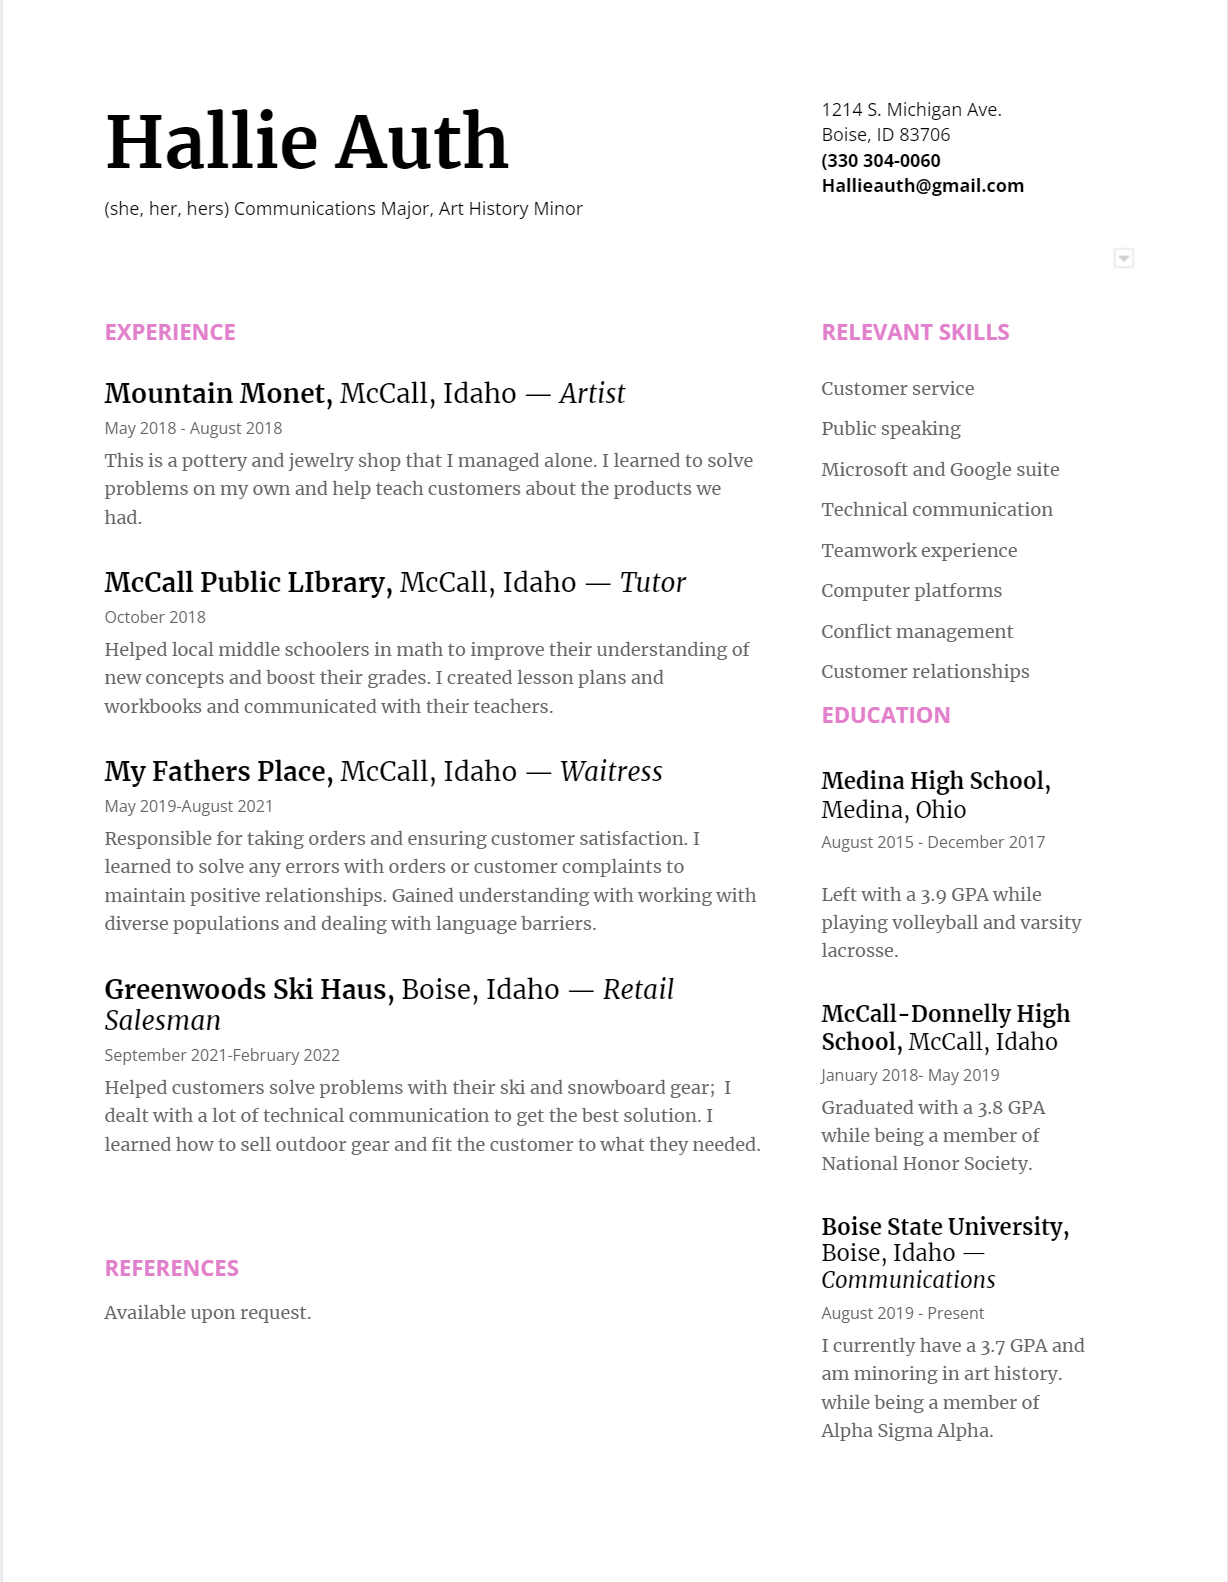 Hallie Auth
(she, her, hers) Communications Major, Art History Minor
1214 S. Michigan Ave.
Boise, ID 83706
(330 304-0060
Hallieauth@gmail.com
EXPERIENCE
Mountain Monet, McCall, Idaho — Artist
May 2018 - August 2018
This is a pottery and jewelry shop that I managed alone. I learned to solve
problems on my own and help teach customers about the products we
had.
McCall Public LIbrary, McCall, Idaho — Tutor
October 2018
Helped local middle schoolers in math to improve their understanding of
new concepts and boost their grades. I created lesson plans and
workbooks and communicated with their teachers.
My Fathers Place, McCall, Idaho — Waitress
May 2019-August 2021
Responsible for taking orders and ensuring customer satisfaction. I
learned to solve any errors with orders or customer complaints to
maintain positive relationships. Gained understanding with working with
diverse populations and dealing with language barriers.
Greenwoods Ski Haus, Boise, Idaho — Retail
Salesman
September 2021-February 2022
Helped customers solve problems with their ski and snowboard gear;  I
dealt with a lot of technical communication to get the best solution. I
learned how to sell outdoor gear and fit the customer to what they needed.
REFERENCES
Available upon request.
RELEVANT SKILLS
Customer service
Public speaking
Microsoft and Google suite
Technical communication
Teamwork experience
Computer platforms
Conflict management
Customer relationships
EDUCATION
Medina High School,
Medina, Ohio
August 2015 - December 2017
Left with a 3.9 GPA while
playing volleyball and varsity
lacrosse.
McCall-Donnelly High
School, McCall, Idaho
January 2018- May 2019
Graduated with a 3.8 GPA
while being a member of
National Honor Society.
Boise State University,
Boise, Idaho —
Communications
August 2019 - Present
I currently have a 3.7 GPA and
am minoring in art history.
while being a member of
Alpha Sigma Alpha.